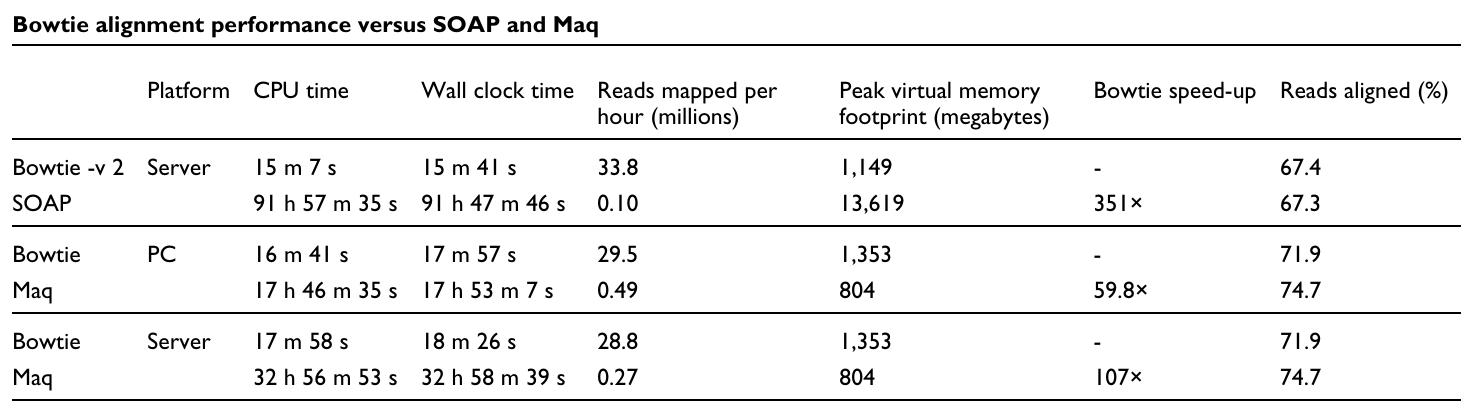 Bowtie alignment performance versus SOAP and Maq
Platform CPU time Wall clock time Reads mapped per hour (millions) Peak virtual memory footprint (megabytes) Bowtie speed-up Reads aligned (%)
Bowtie -v 2 Server 15 m 7 s 15 m 41 s 33.8 1,149 - 67.4
SOAP 91 h 57 m 35 s 91 h 47 m 46 s 0.10 13,619 351× 67.3
Bowtie PC 16 m 41 s 17 m 57 s 29.5 1,353 - 71.9
Maq 17 h 46 m 35 s 17 h 53 m 7 s 0.49 804 59.8× 74.7
Bowtie Server 17 m 58 s 18 m 26 s 28.8 1,353 - 71.9
Maq 32 h 56 m 53 s 32 h 58 m 39 s 0.27 804 107× 74.7